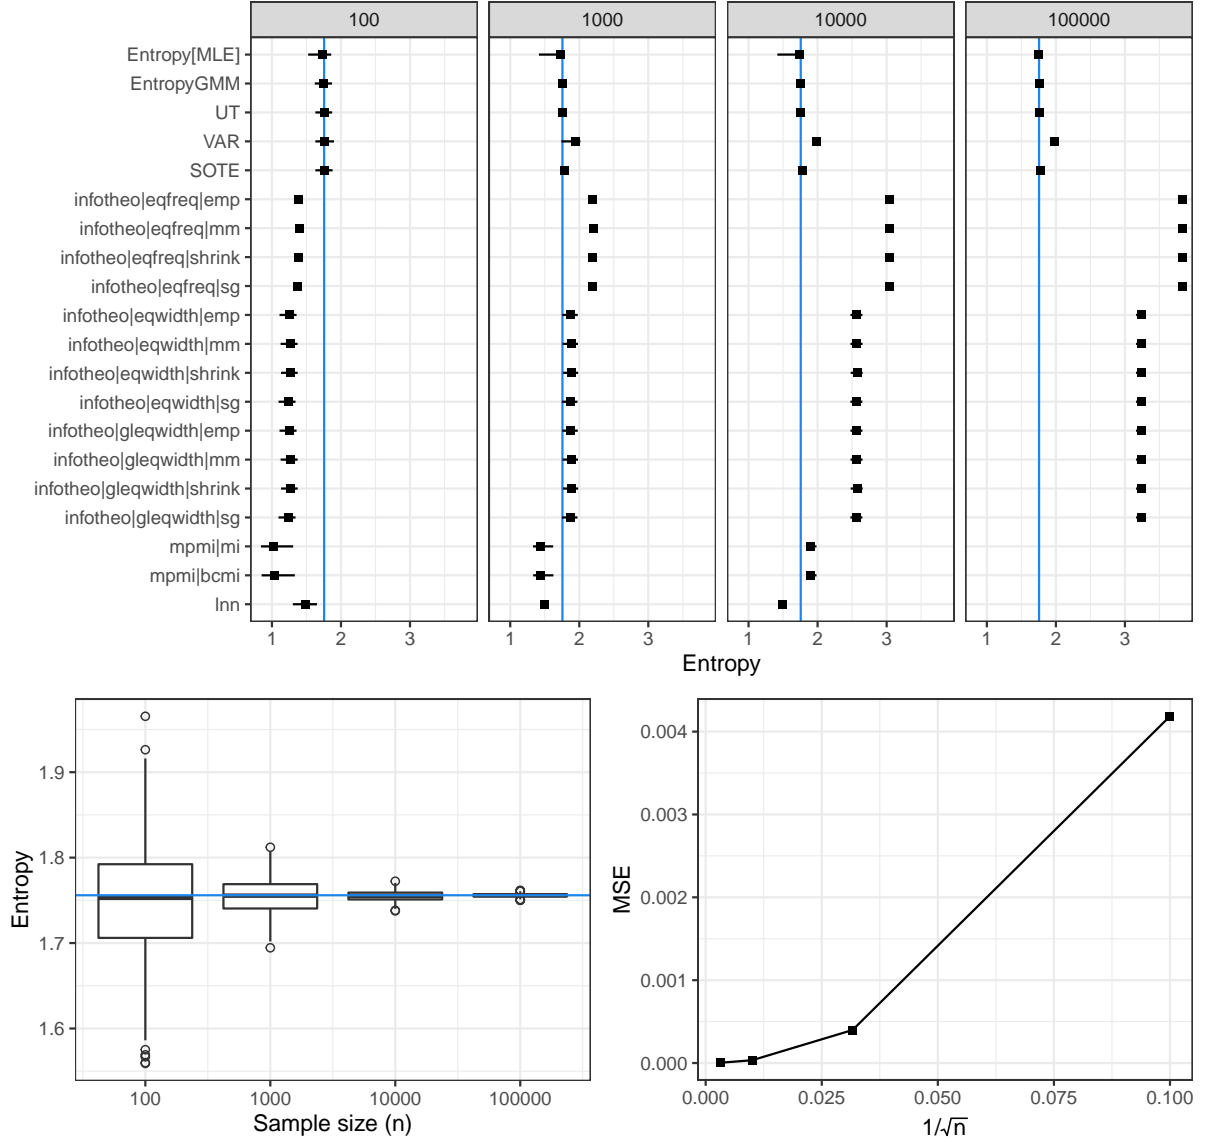 100 1000 10000 100000
Entropy[MLE]
EntropyGMM
UT
VAR
SOTE
infotheo|eqfreq|emp
infotheo|eqfreq|mm
infotheo|eqfreq|shrink
infotheo|eqfreq|sg
infotheo|eqwidth|emp
infotheo|eqwidth|mm
infotheo|eqwidth|shrink
infotheo|eqwidth|sg
infotheo|gleqwidth|emp
infotheo|gleqwidth|mm
infotheo|gleqwidth|shrink
infotheo|gleqwidth|sg
mpmi|mi
mpmi|bcmi
lnn
1 2 3 1 2 3 1 2 3 1 2 3
Entropy
Entropy
1.9
1.8
1.7
1.6
100 1000 10000 100000
Sample size (n)
MSE
0.004
0.003
0.002
0.001
0.000
0.000 0.025 0.050 0.075 0.100
1/√n